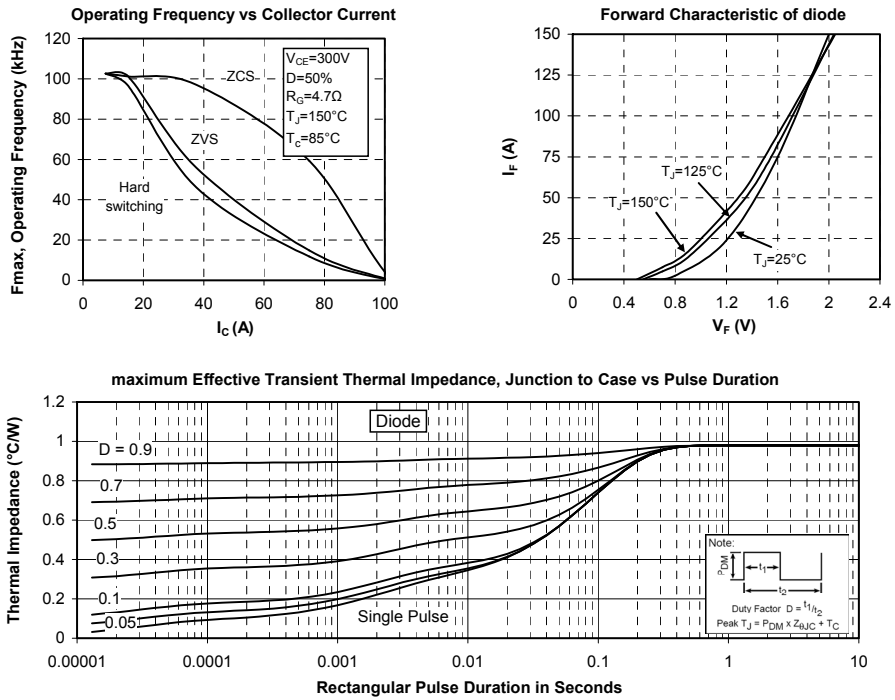 Operating Frequency vs Collector Current
Fmax, Operating Frequency (kHz)
120
100
80
60
40
20
0
0
20
40
60
80
100
I_C (A)
ZCS
ZVS
Hard
switching
V_CE=300V
D=50%
R_G=4.7Ω
T_J=150°C
T_c=85°C
Forward Characteristic of diode
I_F (A)
150
125
100
75
50
25
0
0
0.4
0.8
1.2
1.6
2
2.4
V_F (V)
T_J=125°C
T_J=150°C
T_J=25°C
maximum Effective Transient Thermal Impedance, Junction to Case vs Pulse Duration
Thermal Impedance (°C/W)
1.2
1
0.8
0.6
0.4
0.2
0
Diode
D = 0.9
0.7
0.5
0.3
0.1
0.05
Single Pulse
0.00001
0.0001
0.001
0.01
0.1
1
10
Rectangular Pulse Duration in Seconds
Note:
P_DM
t_1
t_2
Duty Factor D = t1/t2
Peak T_J = P_DM x Z_θJC + T_C